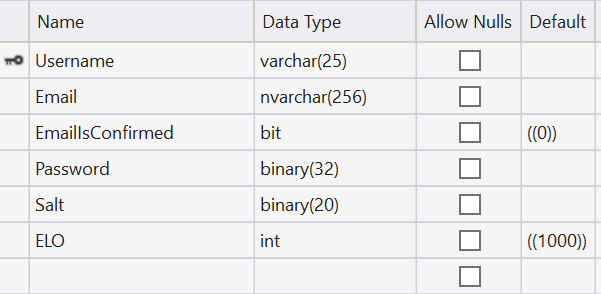 Name Data Type Allow Nulls Default
Username varchar(25)
Email nvarchar(256)
EmailIsConfirmed bit ((0))
Password binary(32)
Salt binary(20)
ELO int ((1000))